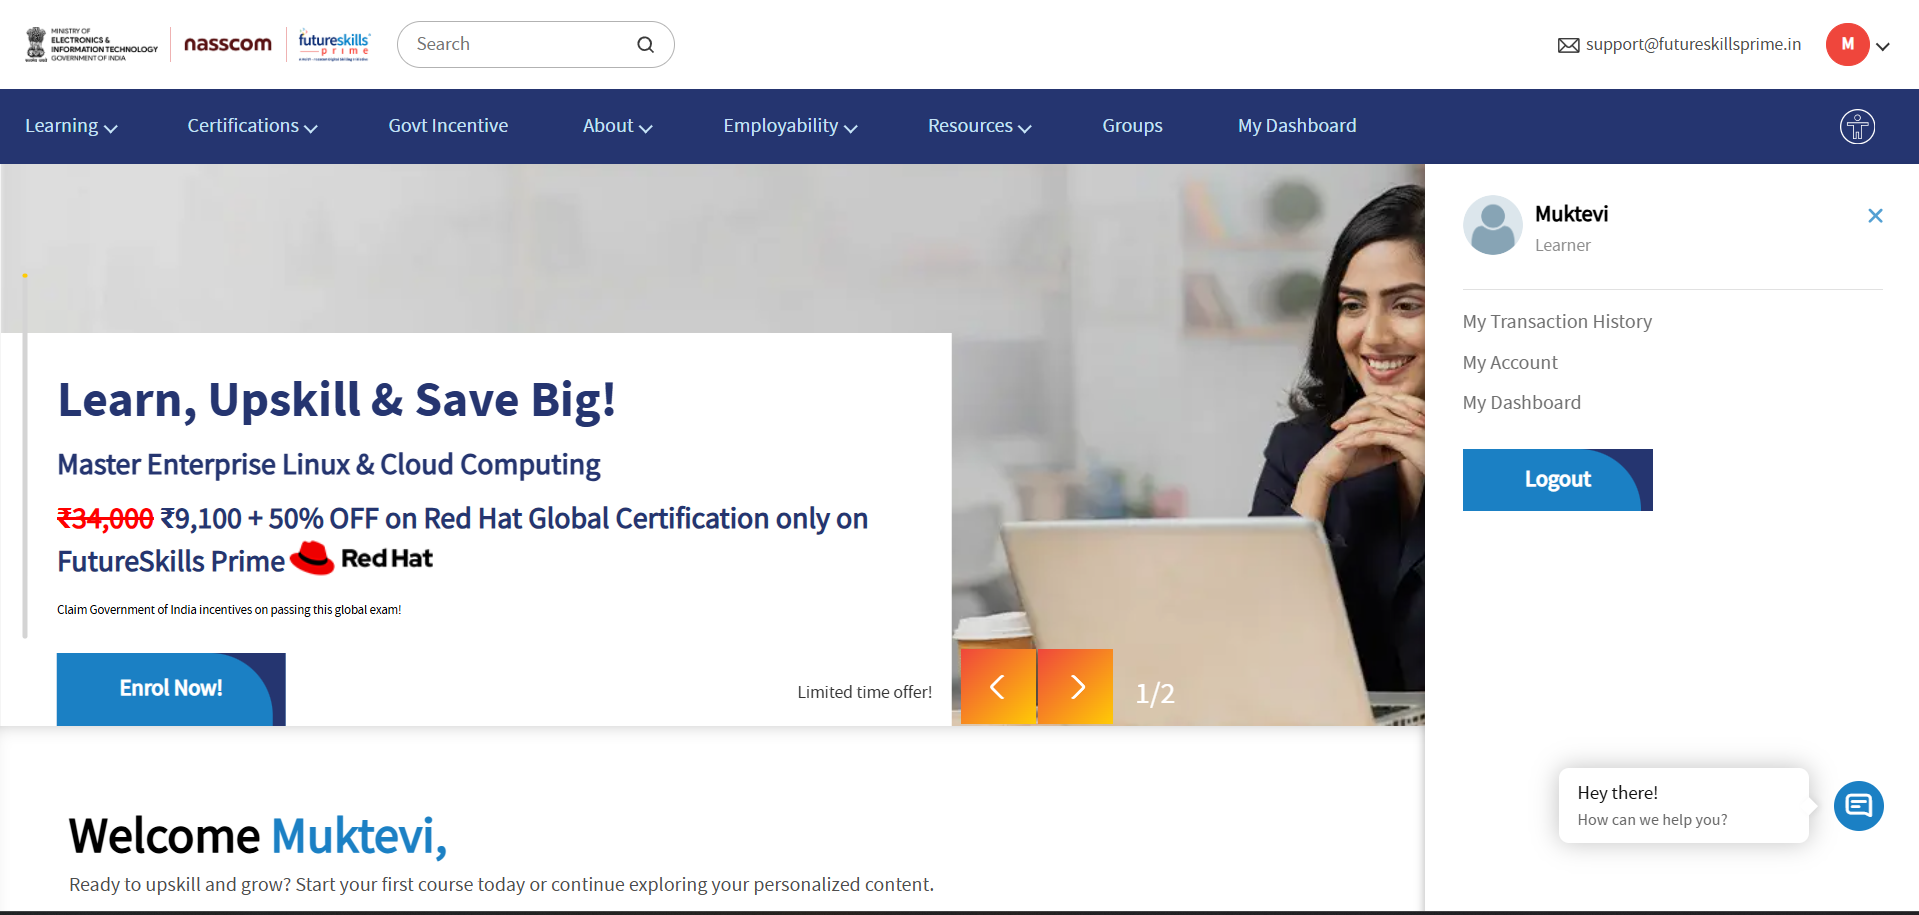 MINISTRY OF
ELECTRONICS &
INFORMATION TECHNOLOGY
GOVERNMENT OF INDIA
nasscom
futureskills
prime
Search
support@futureskillsprime.in
M
Learning
Certifications
Govt Incentive
About
Employability
Resources
Groups
My Dashboard
Muktevi
Learner
My Transaction History
My Account
My Dashboard
Logout
Learn, Upskill & Save Big!
Master Enterprise Linux & Cloud Computing
₹34,000 ₹9,100 + 50% OFF on Red Hat Global Certification only on
FutureSkills Prime Red Hat
Claim Government of India incentives on passing this global exam!
Enrol Now!
Limited time offer!
1/2
Hey there!
How can we help you?
Welcome Muktevi,
Ready to upskill and grow? Start your first course today or continue exploring your personalized content.